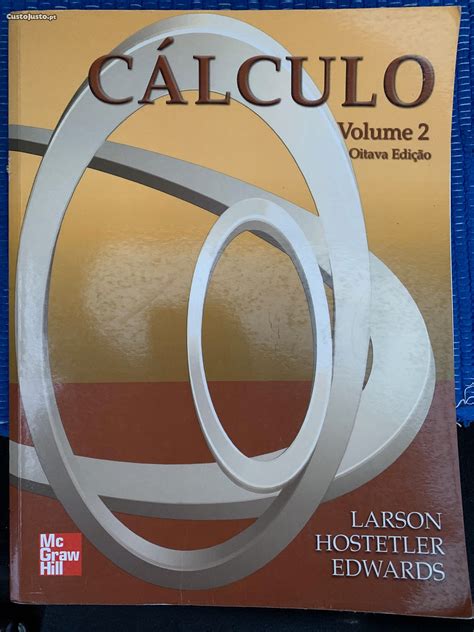 CustoJusto.pt
CÁLCULO
Volume 2
Oitava Edição
LARSON
HOSTETLER
EDWARDS
Mc
Graw
Hill